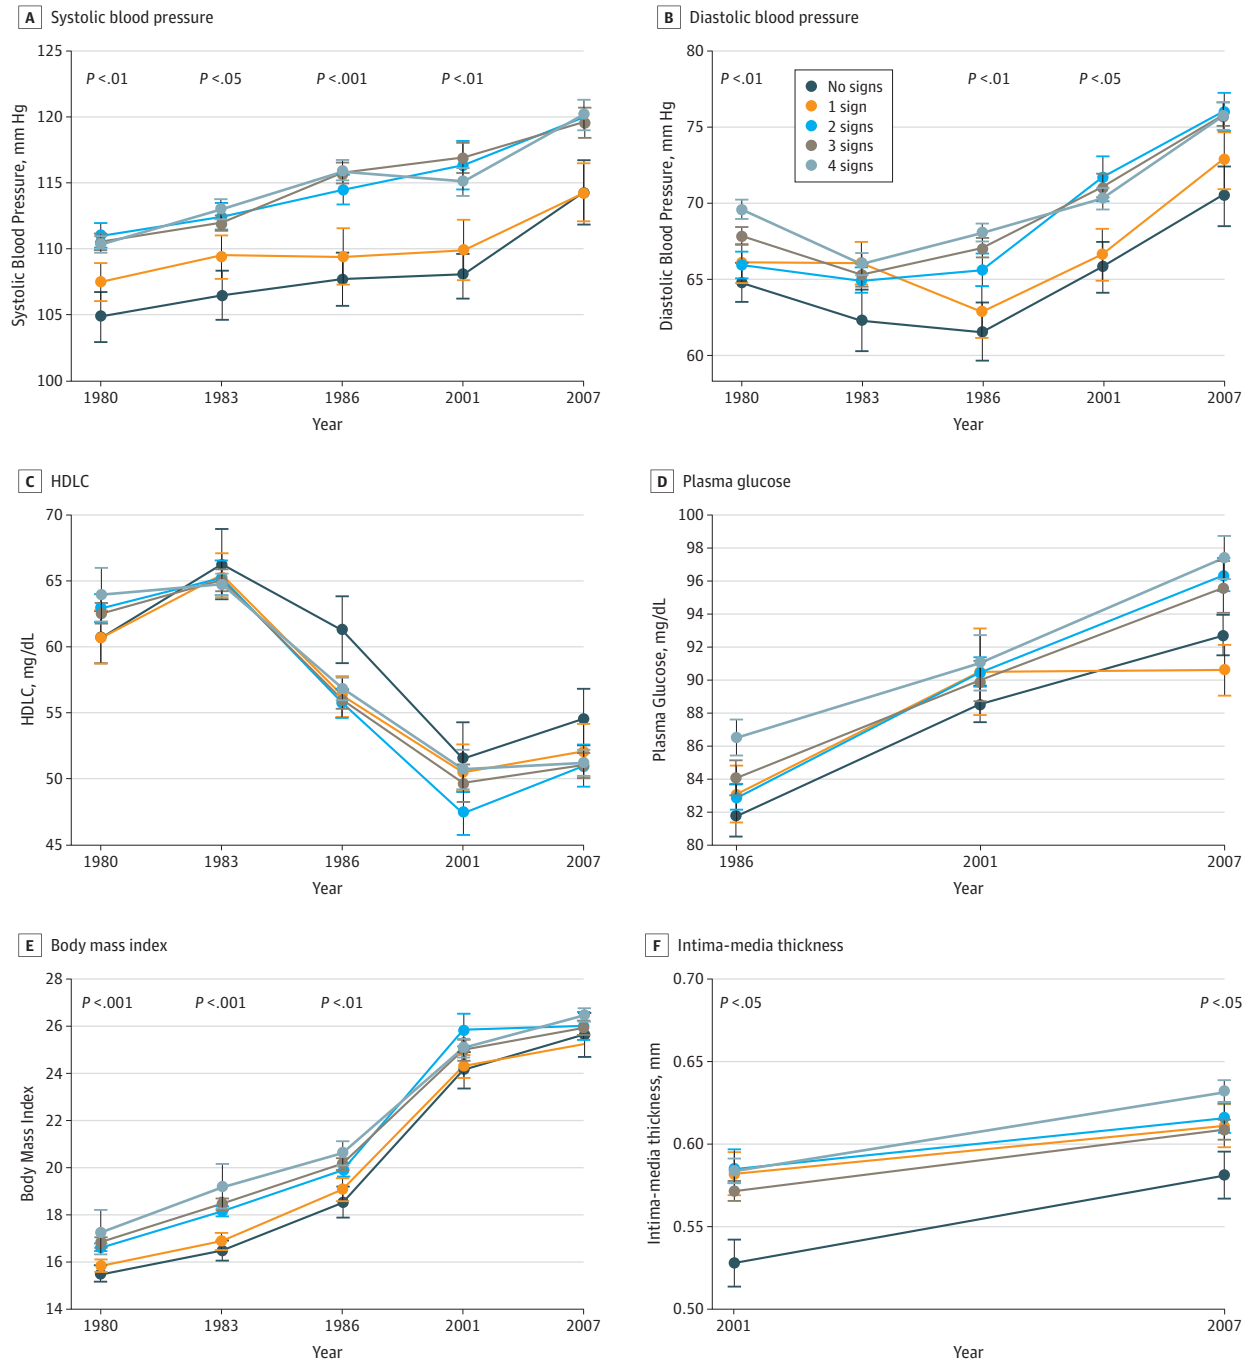 A Systolic blood pressure
125
120
115
110
105
100
Systolic Blood Pressure, mm Hg
P <.01 P <.05 P <.001 P <.01
1980 1983 1986 2001 2007
Year
B Diastolic blood pressure
80
75
70
65
60
Diastolic Blood Pressure, mm Hg
P <.01 P <.01 P <.05
No signs
1 sign
2 signs
3 signs
4 signs
1980 1983 1986 2001 2007
Year
C HDLC
70
65
60
55
50
45
HDLC, mg/dL
1980 1983 1986 2001 2007
Year
D Plasma glucose
100
98
96
94
92
90
88
86
84
82
80
Plasma Glucose, mg/dL
1986 2001 2007
Year
E Body mass index
28
26
24
22
20
18
16
14
Body Mass Index
P <.001 P <.001 P <.01
1980 1983 1986 2001 2007
Year
F Intima-media thickness
0.70
0.65
0.60
0.55
0.50
Intima-media thickness, mm
P <.05 P <.05
2001 2007
Year